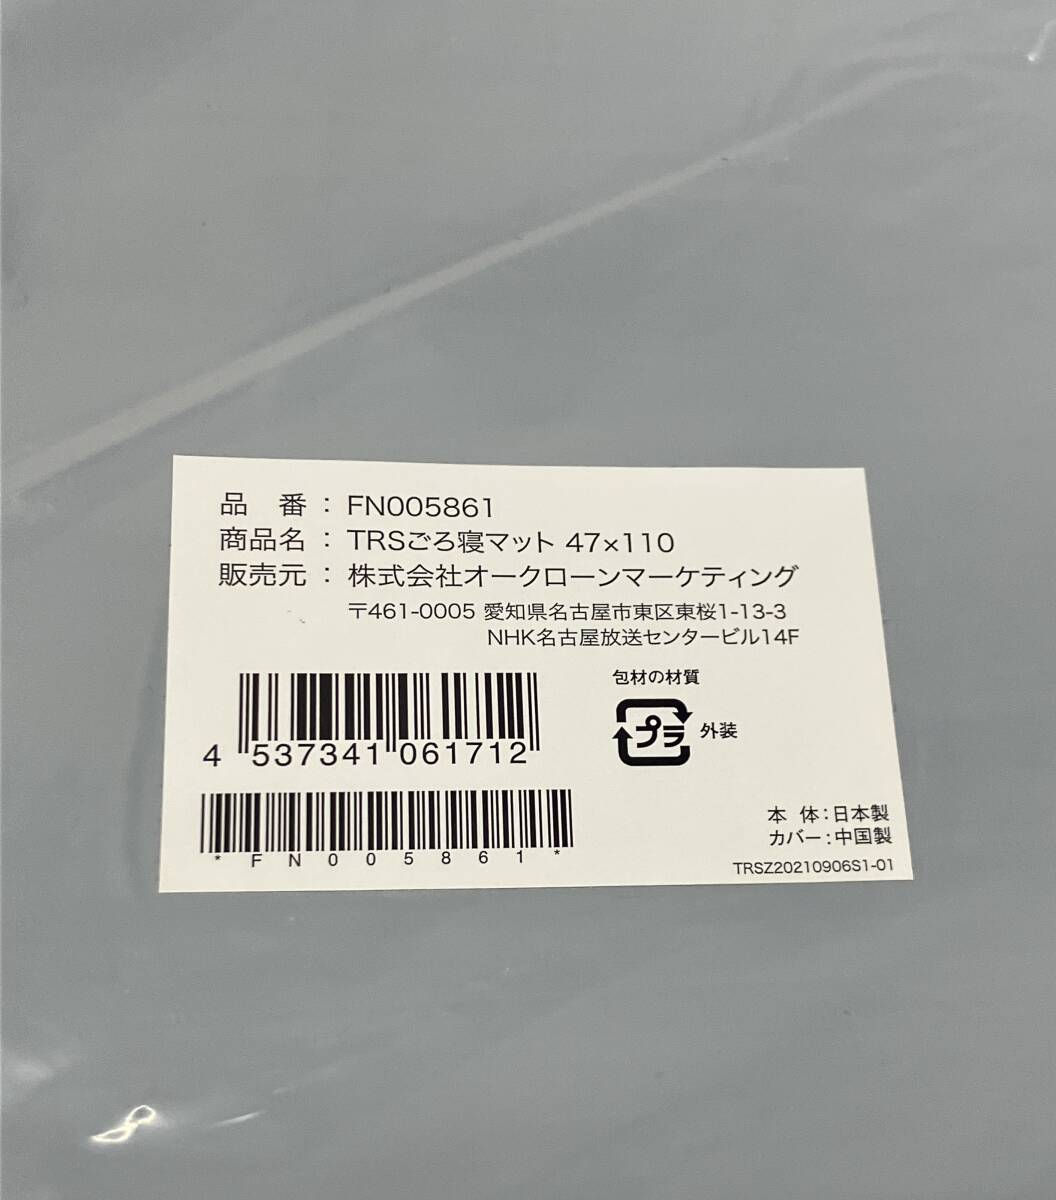 品 番 : FN005861
商品名 : TRSごろ寝マット 47×110
販売元 : 株式会社オークローンマーケティング
〒461-0005 愛知県名古屋市東区東桜1-13-3
NHK名古屋放送センタービル14F
包材の材質
プラ 外装
4 537341 061712
*FN005861*
本 体:日本製
カバー:中国製
TRSZ20210906S1-01